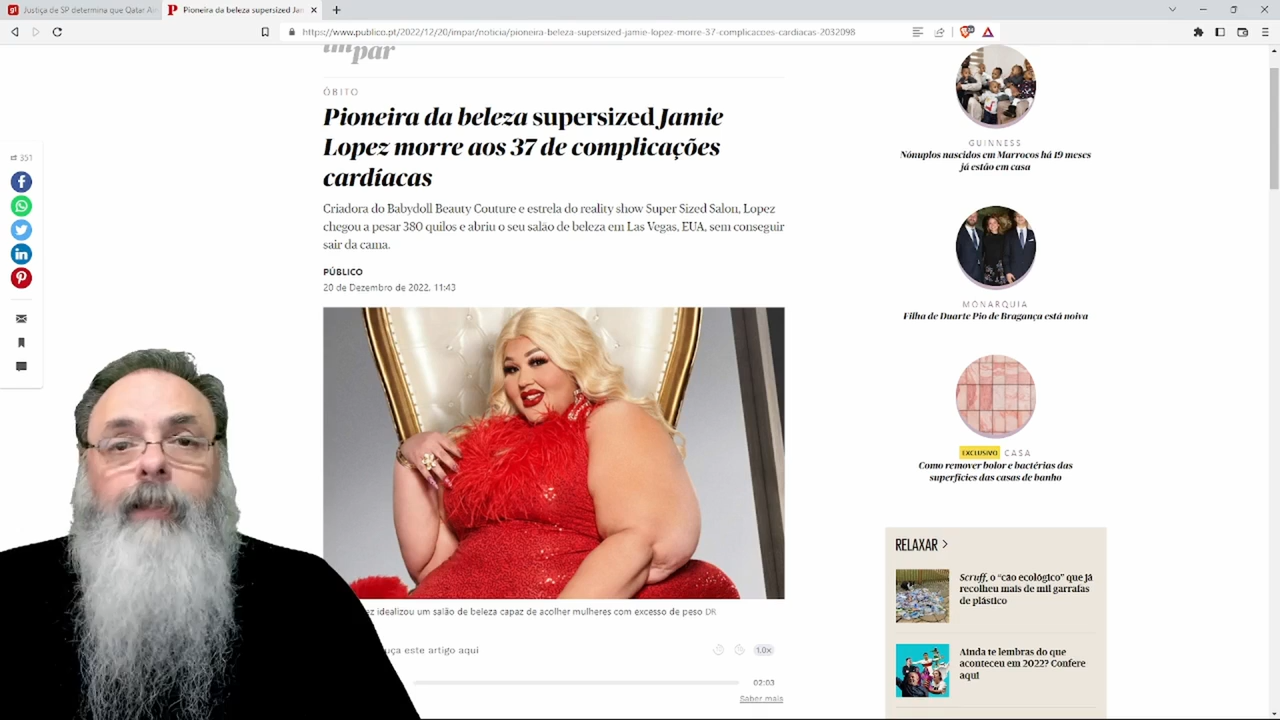 Justiça de SP determina que Qatar Air
Pioneira da beleza supersized Jan
https://www.publico.pt/2022/12/20/impar/noticia/pioneira-beleza-supersized-jamie-lopez-morre-37-complicacoes-cardiacas-2032098
impar
ÓBITO
Pioneira da beleza supersized Jamie
Lopez morre aos 37 de complicações
cardíacas
Criadora do Babydoll Beauty Couture e estrela do reality show Super Sized Salon, Lopez
chegou a pesar 380 quilos e abriu o seu salão de beleza em Las Vegas, EUA, sem conseguir
sair da cama.
PÚBLICO
20 de Dezembro de 2022, 11:43
351
ez idealizou um salão de beleza capaz de acolher mulheres com excesso de peso DR
uça este artigo aqui
1.0x
02:03
Saber mais
GUINNESS
Nónuplos nascidos em Marrocos há 19 meses
já estão em casa
MONARQUIA
Filha de Duarte Pio de Bragança está noiva
EXCLUSIVO CASA
Como remover bolor e bactérias das
superfícies das casas de banho
RELAXAR >
Scruff, o “cão ecológico” que já
recolheu mais de mil garrafas
de plástico
Ainda te lembras do que
aconteceu em 2022? Confere
aqui